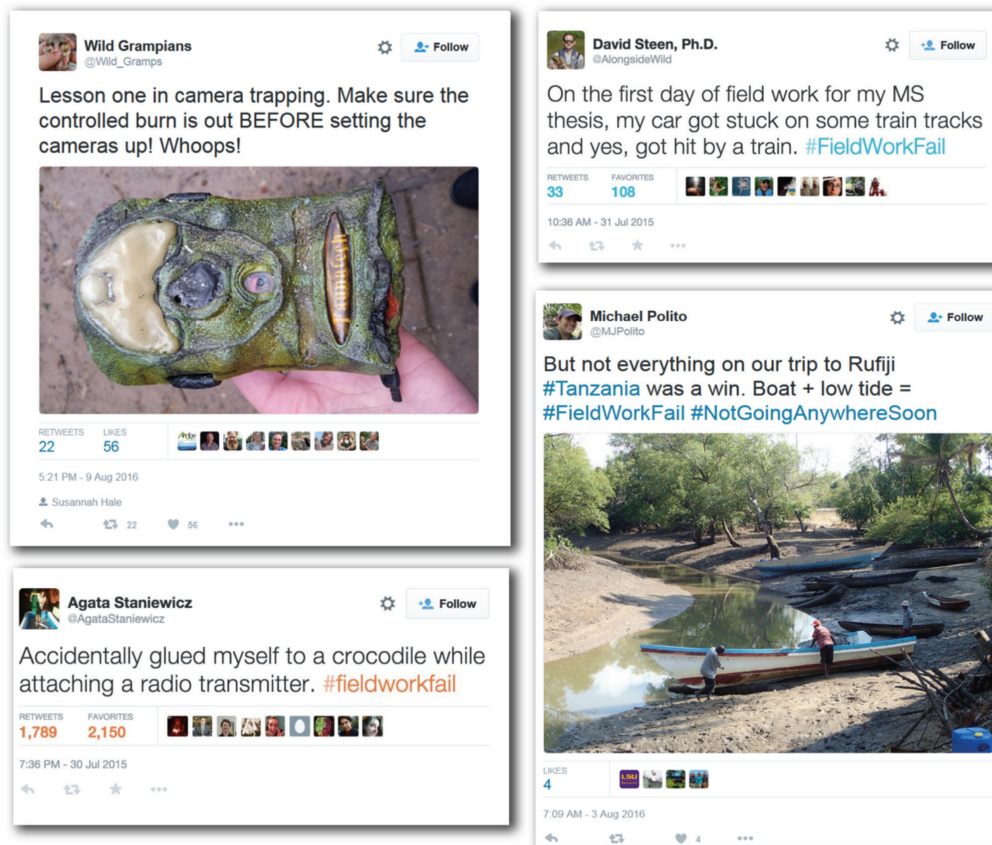 Wild Grampians
@Wild_Gramps
Follow
Lesson one in camera trapping. Make sure the
controlled burn is out BEFORE setting the
cameras up! Whoops!
RETWEETS LIKES
22 56
5:21 PM - 9 Aug 2016
Susannah Hale
22 56
Agata Staniewicz
@AgataStaniewicz
Follow
Accidentally glued myself to a crocodile while
attaching a radio transmitter. #fieldworkfail
RETWEETS FAVORITES
1,789 2,150
7:36 PM - 30 Jul 2015
David Steen, Ph.D.
@AlongsideWild
Follow
On the first day of field work for my MS
thesis, my car got stuck on some train tracks
and yes, got hit by a train. #FieldWorkFail
RETWEETS FAVORITES
33 108
10:36 AM - 31 Jul 2015
Michael Polito
@MJPolito
Follow
But not everything on our trip to Rufiji
#Tanzania was a win. Boat + low tide =
#FieldWorkFail #NotGoingAnywhereSoon
LIKES
4
LSU
7:09 AM - 3 Aug 2016
4